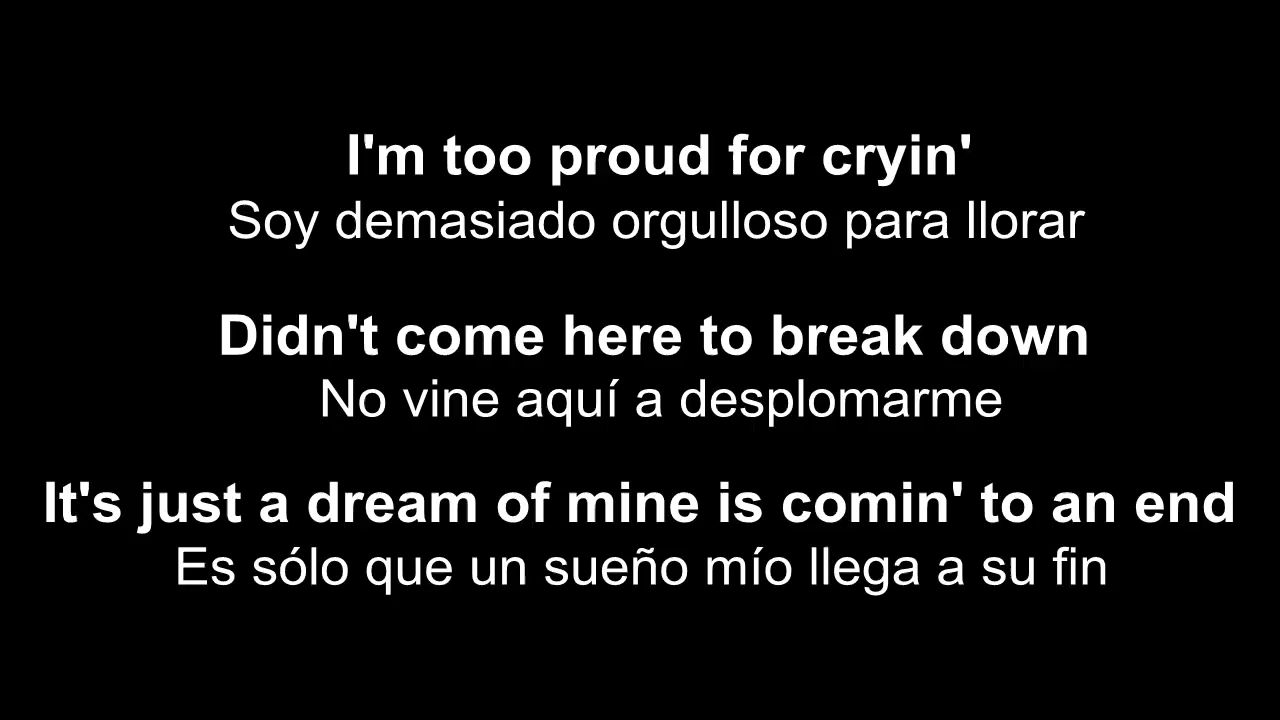 I'm too proud for cryin'
Soy demasiado orgulloso para llorar
Didn't come here to break down
No vine aquí a desplomarme
It's just a dream of mine is comin' to an end
Es sólo que un sueño mío llega a su fin